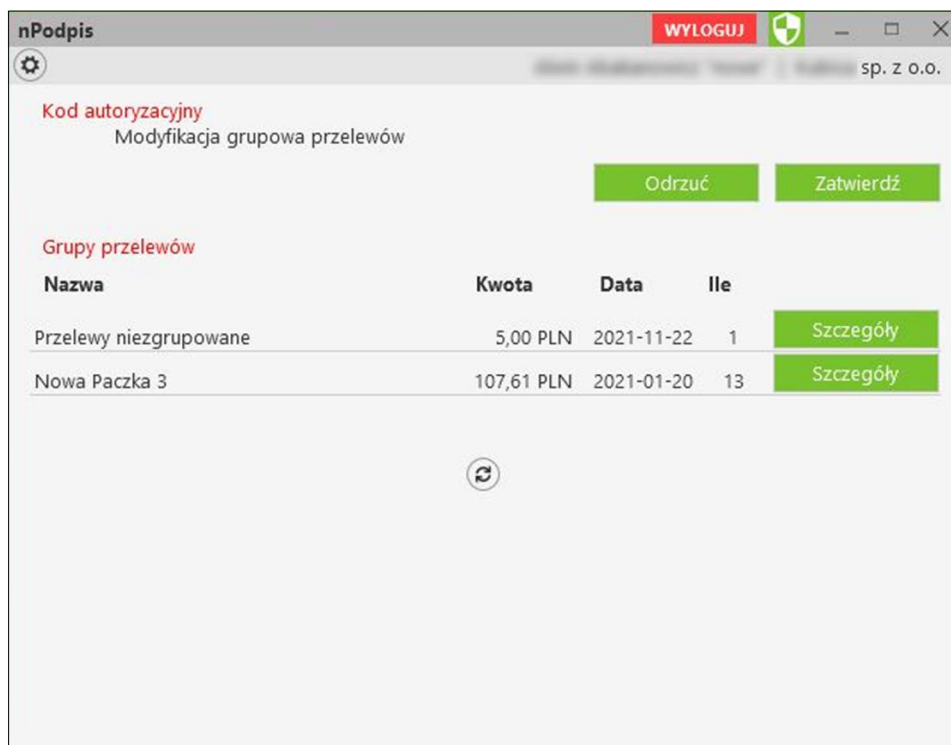 nPodpis WYLOGUJ
sp. z o.o.
Kod autoryzacyjny
Modyfikacja grupowa przelewów
Odrzuć Zatwierdź
Grupy przelewów
Nazwa Kwota Data Ile
Przelewy niezgrupowane 5,00 PLN 2021-11-22 1 Szczegóły
Nowa Paczka 3 107,61 PLN 2021-01-20 13 Szczegóły